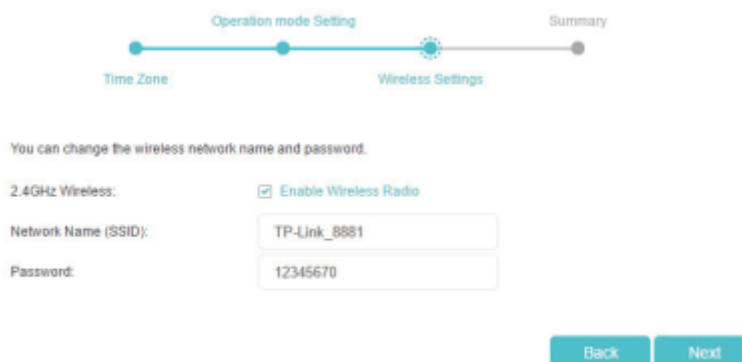 Operation mode Setting Summary
Time Zone Wireless Settings
You can change the wireless network name and password.
2.4GHz Wireless: Enable Wireless Radio
Network Name (SSID): TP-Link_8881
Password: 12345670
Back Next